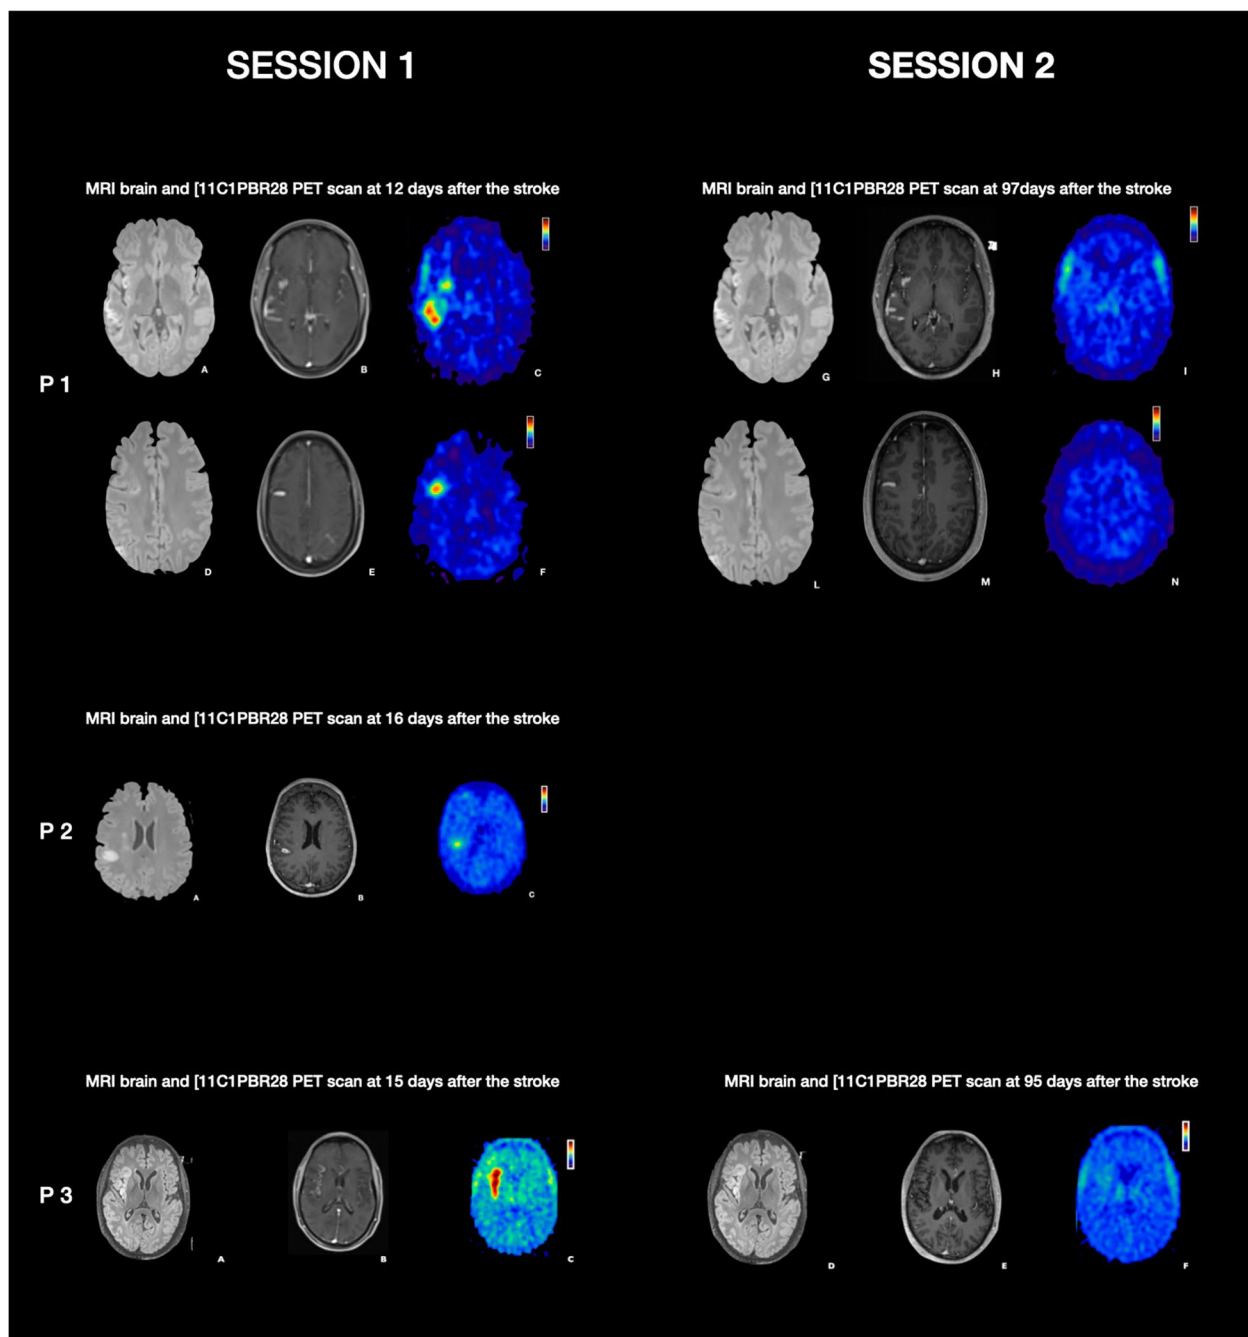 SESSION 1
SESSION 2
MRI brain and [11C1PBR28 PET scan at 12 days after the stroke
MRI brain and [11C1PBR28 PET scan at 97days after the stroke
P 1
A
B
C
G
H
I
D
E
F
L
M
N
MRI brain and [11C1PBR28 PET scan at 16 days after the stroke
P 2
A
B
C
MRI brain and [11C1PBR28 PET scan at 15 days after the stroke
MRI brain and [11C1PBR28 PET scan at 95 days after the stroke
P 3
A
B
C
D
E
F